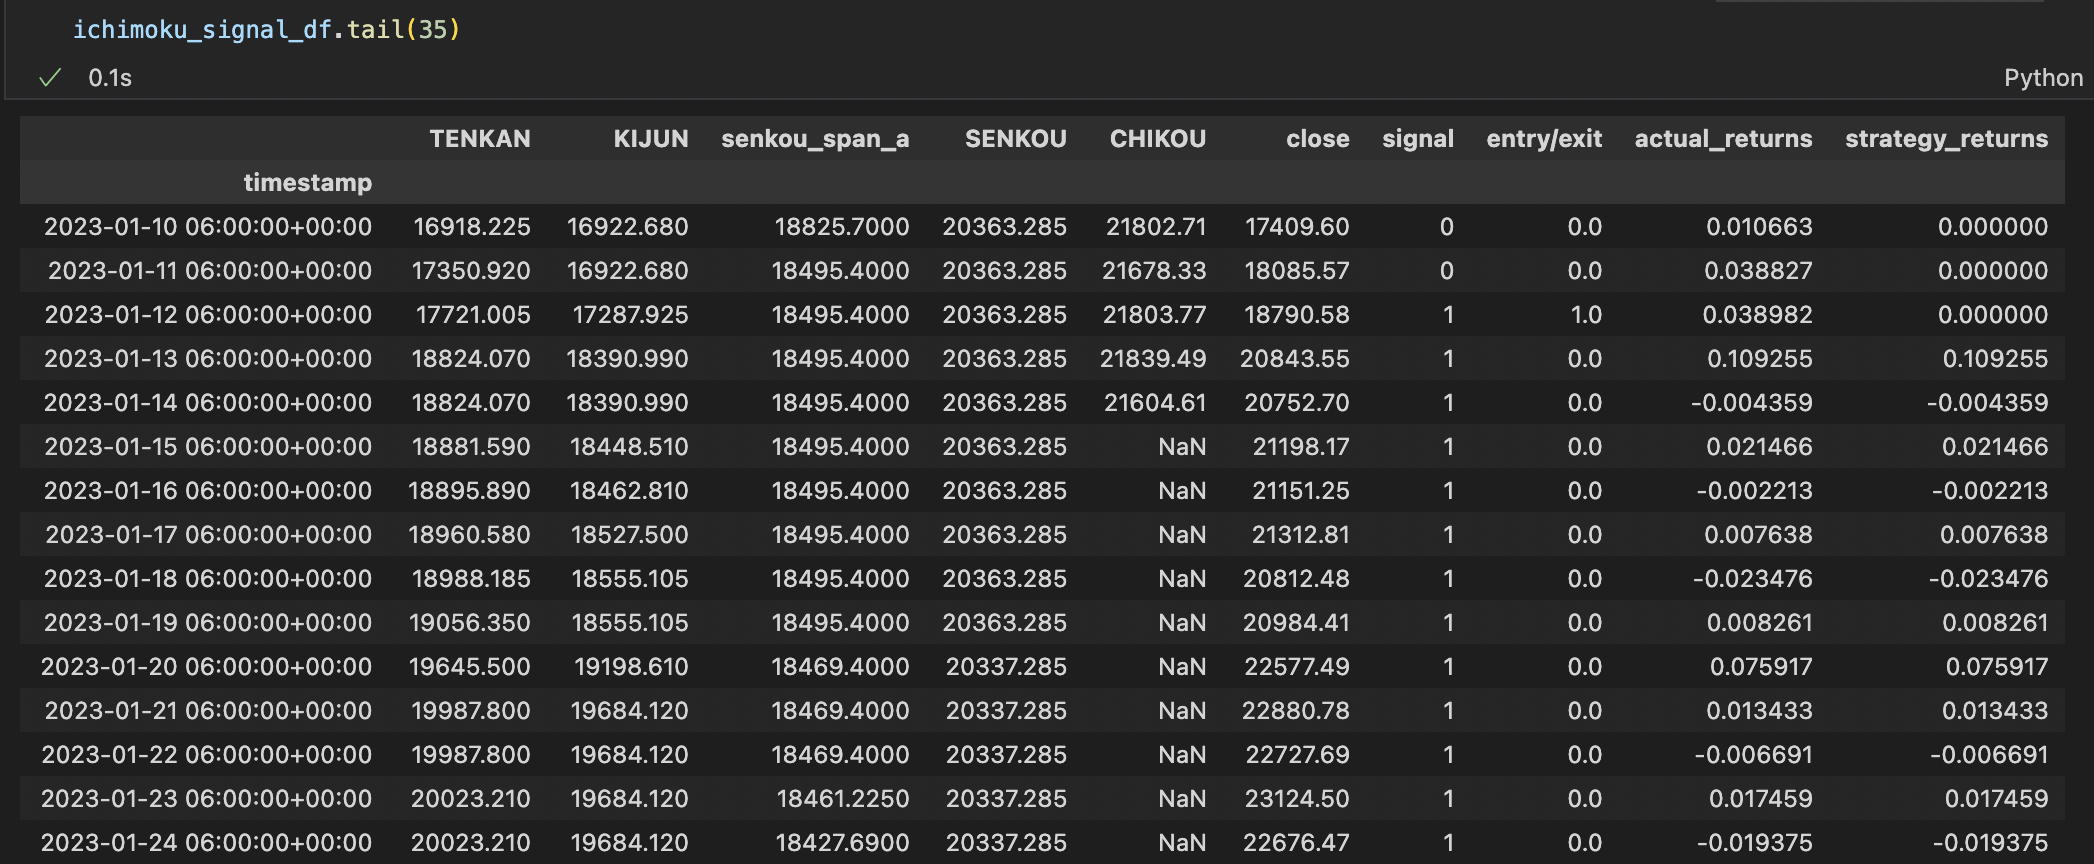 ichimoku_signal_df.tail(35)
0.1s
Python
TENKAN KIJUN senkou_span_a SENKOU CHIKOU close signal entry/exit actual_returns strategy_returns
timestamp
2023-01-10 06:00:00+00:00 16918.225 16922.680 18825.7000 20363.285 21802.71 17409.60 0 0.0 0.010663 0.000000
2023-01-11 06:00:00+00:00 17350.920 16922.680 18495.4000 20363.285 21678.33 18085.57 0 0.0 0.038827 0.000000
2023-01-12 06:00:00+00:00 17721.005 17287.925 18495.4000 20363.285 21803.77 18790.58 1 1.0 0.038982 0.000000
2023-01-13 06:00:00+00:00 18824.070 18390.990 18495.4000 20363.285 21839.49 20843.55 1 0.0 0.109255 0.109255
2023-01-14 06:00:00+00:00 18824.070 18390.990 18495.4000 20363.285 21604.61 20752.70 1 0.0 -0.004359 -0.004359
2023-01-15 06:00:00+00:00 18881.590 18448.510 18495.4000 20363.285 NaN 21198.17 1 0.0 0.021466 0.021466
2023-01-16 06:00:00+00:00 18895.890 18462.810 18495.4000 20363.285 NaN 21151.25 1 0.0 -0.002213 -0.002213
2023-01-17 06:00:00+00:00 18960.580 18527.500 18495.4000 20363.285 NaN 21312.81 1 0.0 0.007638 0.007638
2023-01-18 06:00:00+00:00 18988.185 18555.105 18495.4000 20363.285 NaN 20812.48 1 0.0 -0.023476 -0.023476
2023-01-19 06:00:00+00:00 19056.350 18555.105 18495.4000 20363.285 NaN 20984.41 1 0.0 0.008261 0.008261
2023-01-20 06:00:00+00:00 19645.500 19198.610 18469.4000 20337.285 NaN 22577.49 1 0.0 0.075917 0.075917
2023-01-21 06:00:00+00:00 19987.800 19684.120 18469.4000 20337.285 NaN 22880.78 1 0.0 0.013433 0.013433
2023-01-22 06:00:00+00:00 19987.800 19684.120 18469.4000 20337.285 NaN 22727.69 1 0.0 -0.006691 -0.006691
2023-01-23 06:00:00+00:00 20023.210 19684.120 18461.2250 20337.285 NaN 23124.50 1 0.0 0.017459 0.017459
2023-01-24 06:00:00+00:00 20023.210 19684.120 18427.6900 20337.285 NaN 22676.47 1 0.0 -0.019375 -0.019375